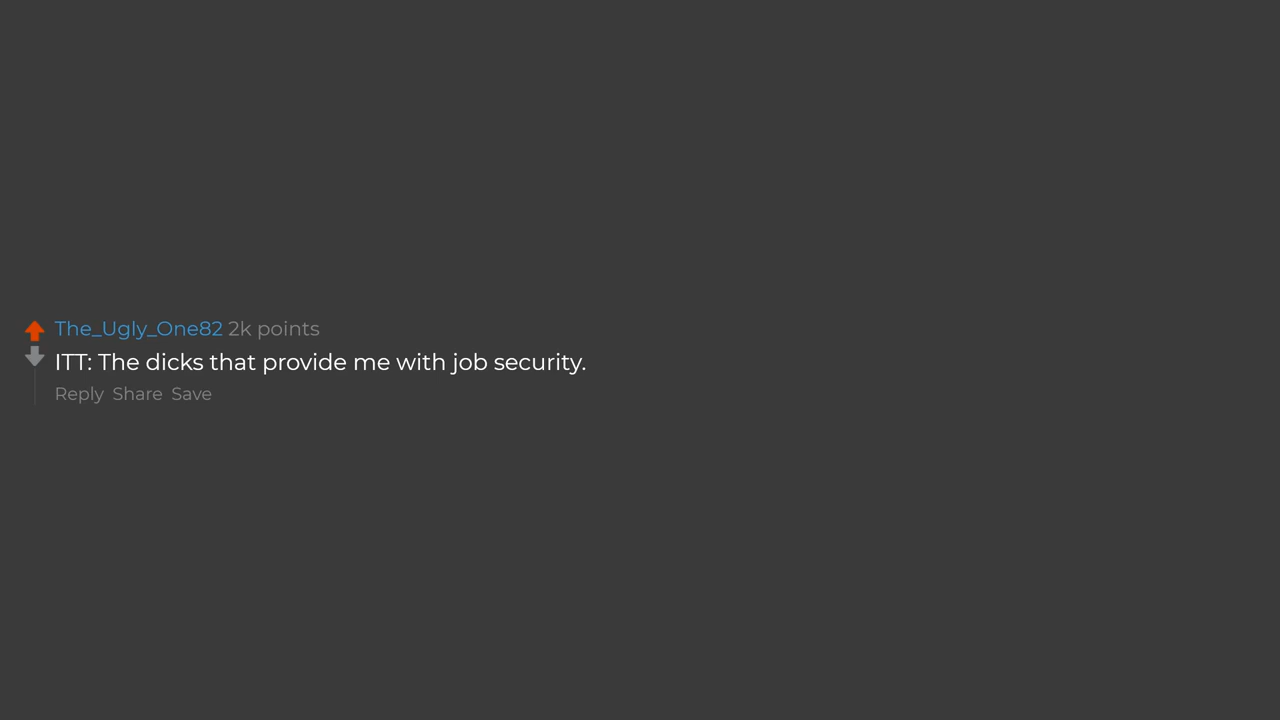 The_Ugly_One82 2k points
ITT: The dicks that provide me with job security.
Reply Share Save